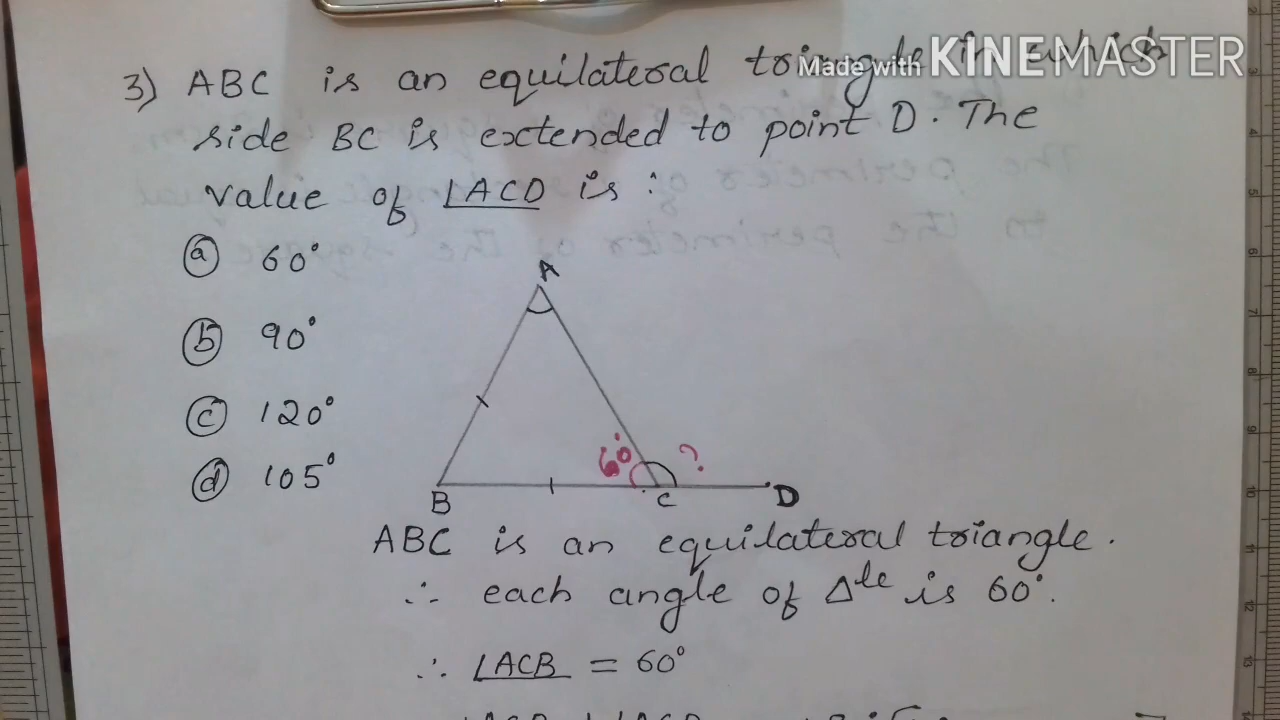 3) ABC is an equilateral triangle in which
Made with KINEMASTER
side BC is extended to point D. The
value of ∠ACD is :
(a) 60°
(b) 90°
(c) 120°
(d) 105°
A
60° ?
B C D
ABC is an equilateral triangle.
∴ each angle of Δle is 60°.
∴ ∠ACB = 60°